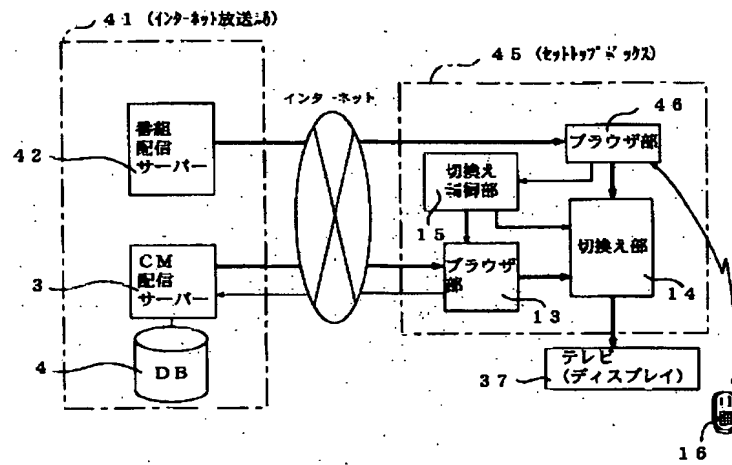 41 (インターネット放送局)
45 (セットトップボックス)
インターネット
番組
配信
サーバー
42
ブラウザ部
46
切換え
制御部
15
切換え部
14
CM
配信
サーバー
3
ブラウザ
部
13
DB
4
テレビ
(ディスプレイ)
37
16